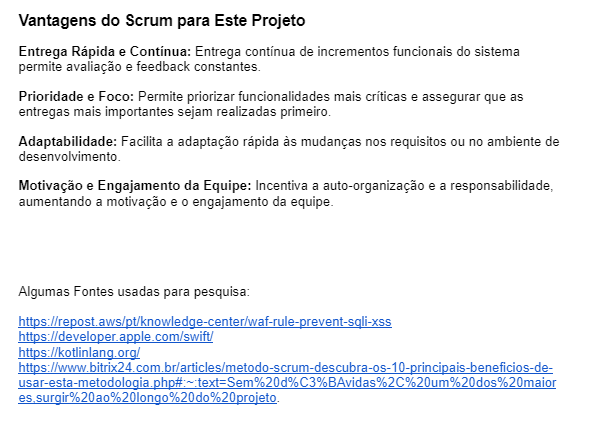 Vantagens do Scrum para Este Projeto
Entrega Rápida e Contínua: Entrega contínua de incrementos funcionais do sistema
permite avaliação e feedback constantes.
Prioridade e Foco: Permite priorizar funcionalidades mais críticas e assegurar que as
entregas mais importantes sejam realizadas primeiro.
Adaptabilidade: Facilita a adaptação rápida às mudanças nos requisitos ou no ambiente de
desenvolvimento.
Motivação e Engajamento da Equipe: Incentiva a auto-organização e a responsabilidade,
aumentando a motivação e o engajamento da equipe.
Algumas Fontes usadas para pesquisa:
https://repost.aws/pt/knowledge-center/waf-rule-prevent-sqli-xss
https://developer.apple.com/swift/
https://kotlinlang.org/
https://www.bitrix24.com.br/articles/metodo-scrum-descubra-os-10-principais-beneficios-de-
usar-esta-metodologia.php#:~:text=Sem%20d%C3%BAvidas%2C%20um%20dos%20maior
es,surgir%20ao%20longo%20do%20projeto.